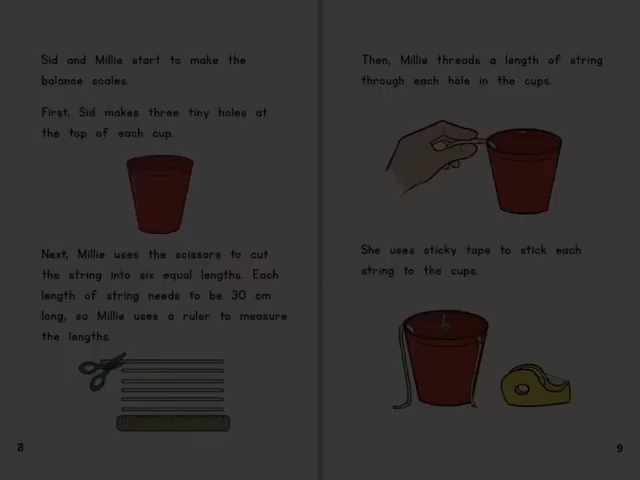 Sid and Millie start to make the
balance scales.
First, Sid makes three tiny holes at
the top of each cup.
Next, Millie uses the scissors to cut
the string into six equal lengths. Each
length of string needs to be 30 cm
long, so Millie uses a ruler to measure
the lengths.
8
Then, Millie threads a length of string
through each hole in the cups.
She uses sticky tape to stick each
string to the cups.
9